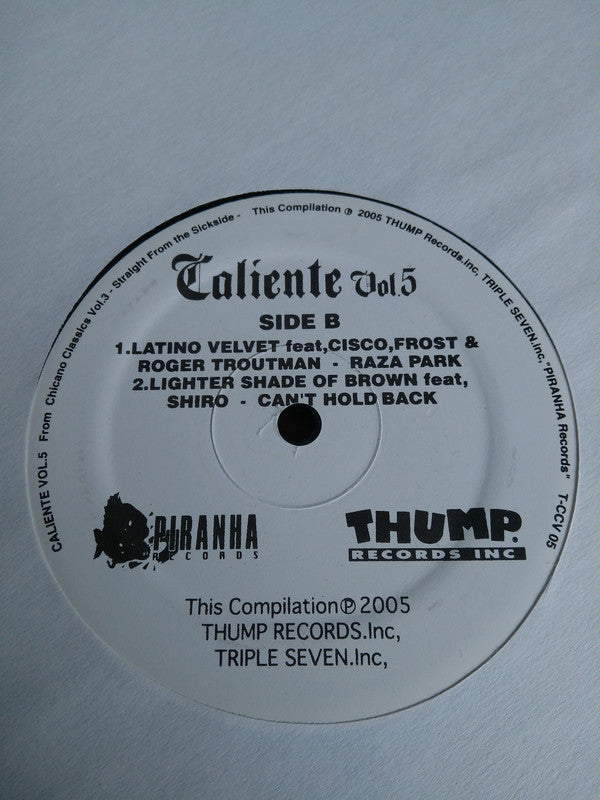 CALIENTE VOL.5 From Chicano Classics Vol.3 - Straight From the Sickside - This Compilation ℗ 2005 THUMP Records.inc, TRIPLE SEVEN.inc,"PIRANHA Records" T-CCV 05
Caliente Vol.5
SIDE B
1.LATINO VELVET feat,CISCO,FROST &
ROGER TROUTMAN - RAZA PARK
2.LIGHTER SHADE OF BROWN feat,
SHIRO - CAN'T HOLD BACK
PIRANHA
RECORDS
THUMP.
RECORDS INC
This Compilation℗2005
THUMP RECORDS.Inc,
TRIPLE SEVEN.Inc,